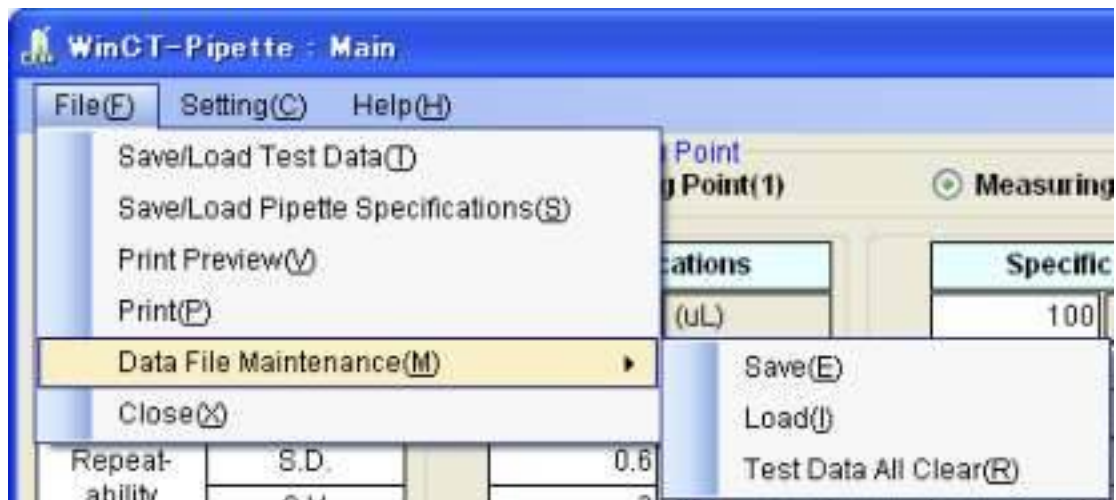 WinCT-Pipette : Main
File(F) Setting(C) Help(H)
Save/Load Test Data(T)
Save/Load Pipette Specifications(S)
Print Preview(V)
Print(P)
Data File Maintenance(M)
Close(X)
Save(E)
Load(I)
Test Data All Clear(R)
Point
g Point(1) Measuring
cations Specific
(uL) 100
Repeat- S.D. 0.6
ability